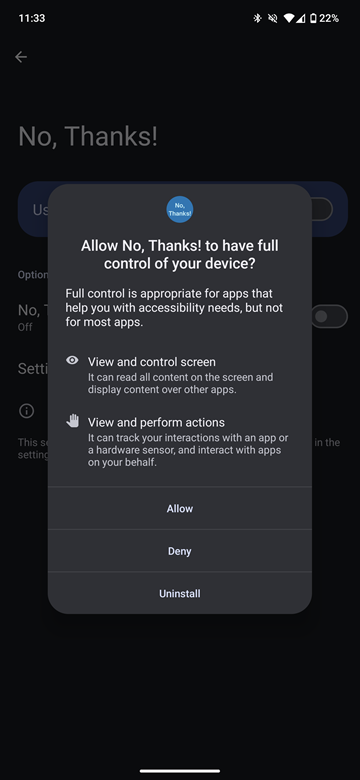 11:33
22%
No, Thanks!
Us
No,
Thanks!
Allow No, Thanks! to have full
control of your device?
Option
Full control is appropriate for apps that
help you with accessibility needs, but not
for most apps.
No, T
Off
View and control screen
Setti
It can read all content on the screen and
display content over other apps.
View and perform actions
It can track your interactions with an app or
a hardware sensor, and interact with apps
on your behalf.
This se
in the
setting
Allow
Deny
Uninstall